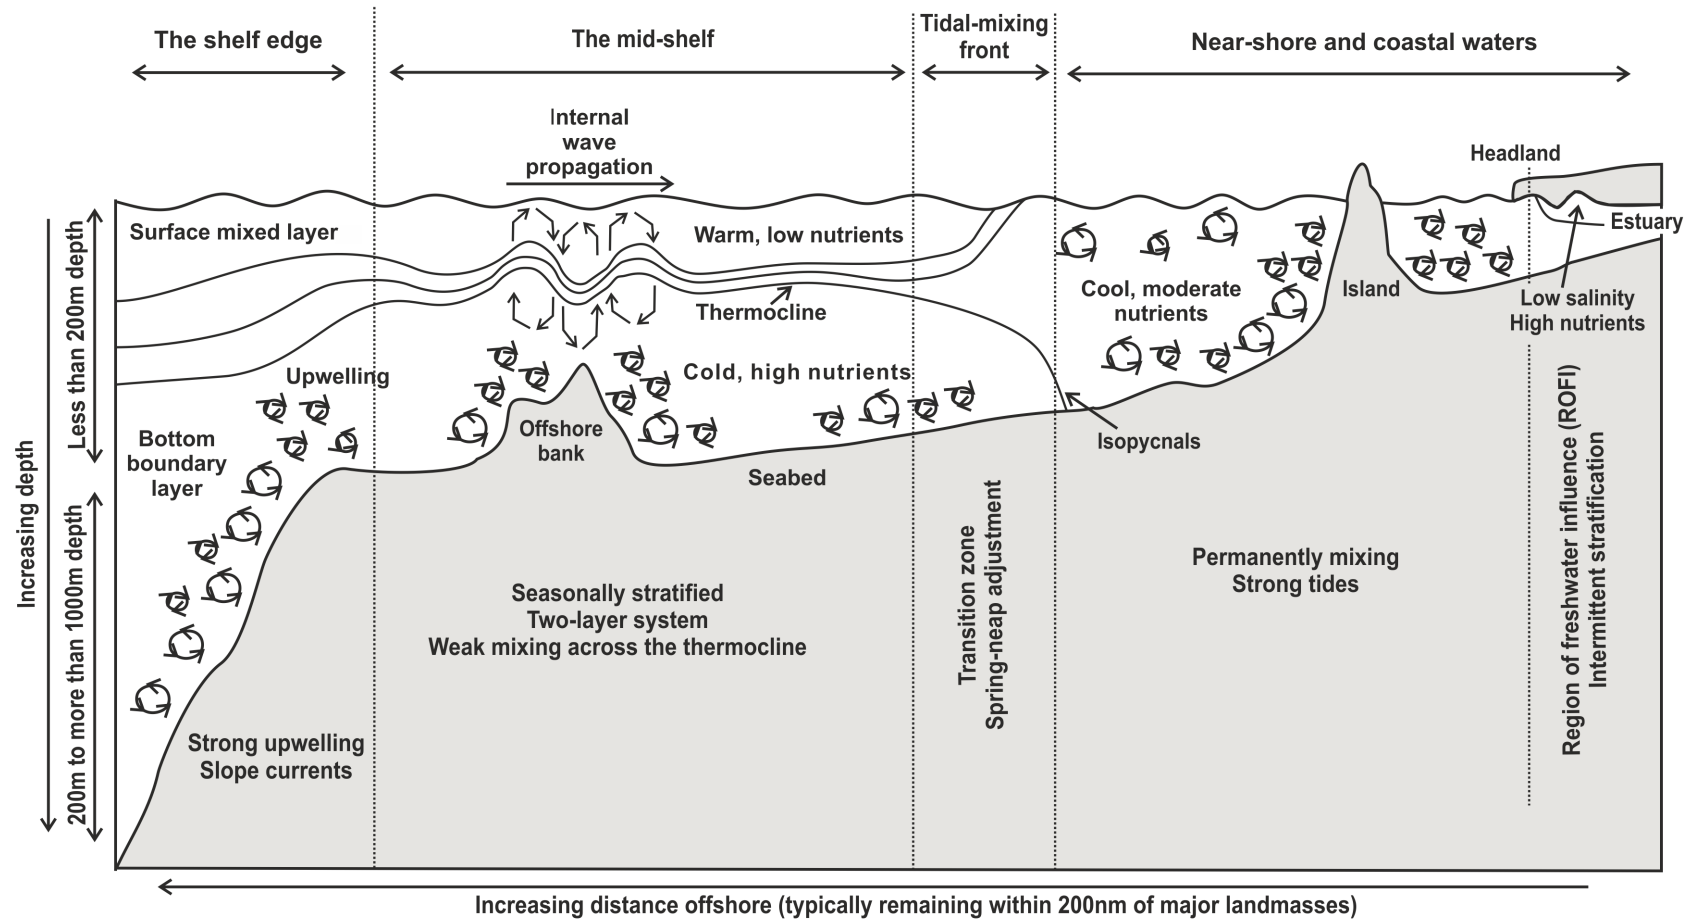 The shelf edge
The mid-shelf
Tidal-mixing
front
Near-shore and coastal waters
Internal
wave
propagation
Headland
Surface mixed layer
Warm, low nutrients
Estuary
Cool, moderate
nutrients
Island
Low salinity
High nutrients
Thermocline
Upwelling
Cold, high nutrients
Bottom
boundary
layer
Offshore
bank
Isopycnals
Seabed
Increasing depth
Less than 200m depth
200m to more than 1000m depth
Strong upwelling
Slope currents
Seasonally stratified
Two-layer system
Weak mixing across the thermocline
Transition zone
Spring-neap adjustment
Permanently mixing
Strong tides
Region of freshwater influence (ROFI)
Intermittent stratification
Increasing distance offshore (typically remaining within 200nm of major landmasses)